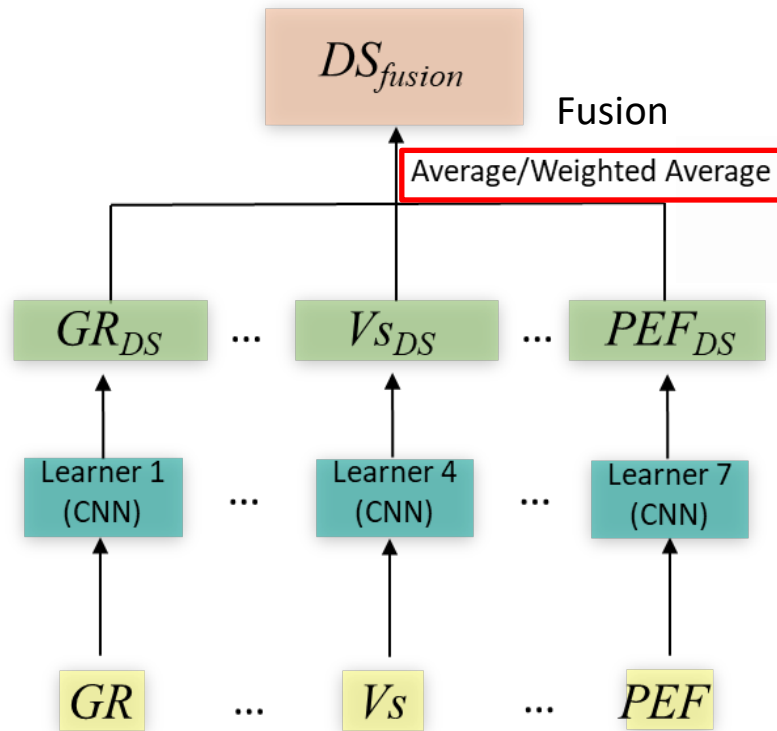 DS_fusion
Fusion
Average/Weighted Average
GR_DS ... Vs_DS ... PEF_DS
Learner 1 (CNN) ... Learner 4 (CNN) ... Learner 7 (CNN)
GR ... Vs ... PEF